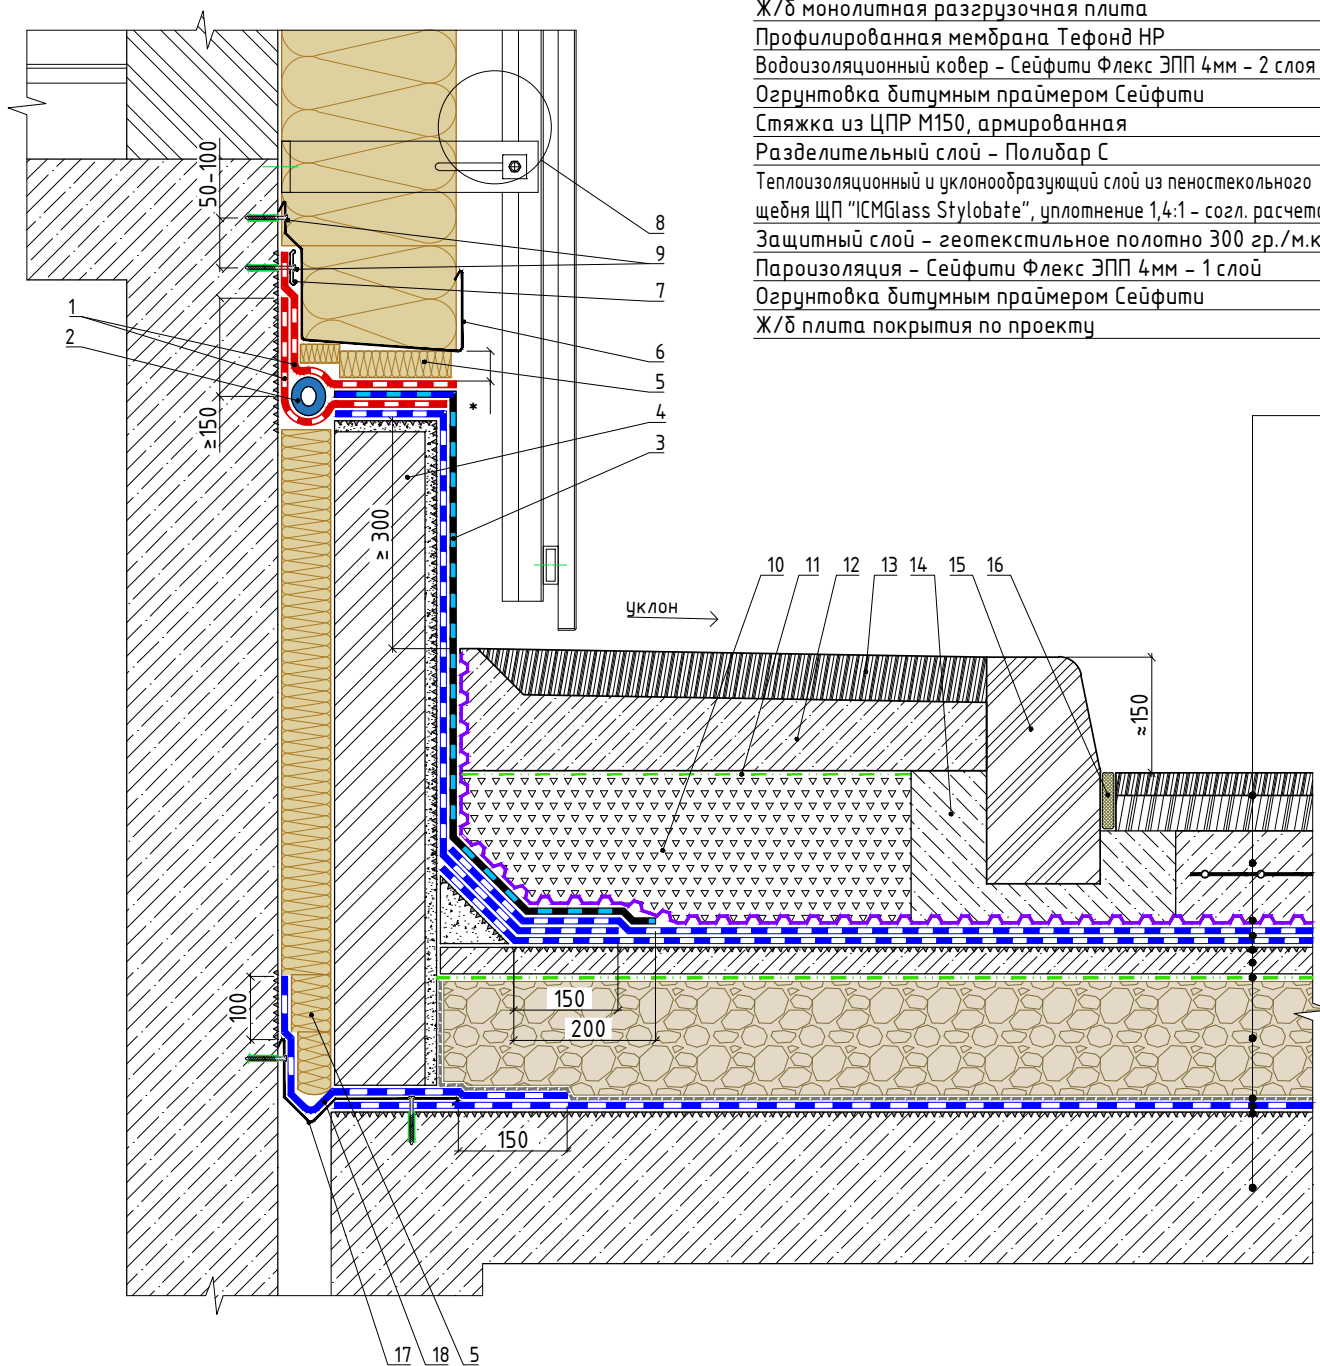 Ж/б монолитная разгрузочная плита
Профилированная мембрана Тефонд НР
Водоизоляционный ковер – Сейфити Флекс ЭПП 4мм – 2 слоя
Огрунтовка битумным праймером Сейфити
Стяжка из ЦПР М150, армированная
Разделительный слой – Полибар С
Теплоизоляционный и уклонообразующий слой из пеностекольного
щебня ЩП "ICMGlass Stylobate", уплотнение 1,4:1 – согл. расчето
Защитный слой – геотекстильное полотно 300 гр./м.к
Пароизоляция – Сейфити Флекс ЭПП 4мм – 1 слой
Огрунтовка битумным праймером Сейфити
Ж/б плита покрытия по проекту
50-100
8
9
7
1
2
6
5
4
3
*
≥150
≥300
10 11 12 13 14 15 16
уклон
≈150
100
150
200
150
17 18 5